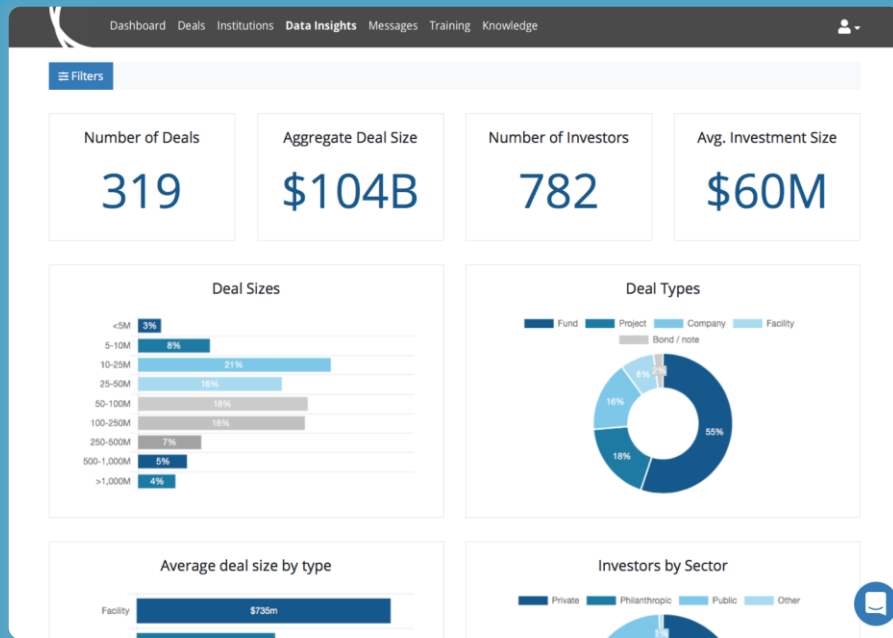 Dashboard Deals Institutions Data Insights Messages Training Knowledge
Filters
Number of Deals
319
Aggregate Deal Size
$104B
Number of Investors
782
Avg. Investment Size
$60M
Deal Sizes
<5M 3%
5-10M 8%
10-25M 21%
25-50M 16%
50-100M 18%
100-250M 18%
250-500M 7%
500-1,000M 5%
>1,000M 4%
Deal Types
Fund Project Company Facility
Bond / note
2%
8%
16%
55%
18%
Average deal size by type
Facility $735m
Investors by Sector
Private Philanthropic Public Other
1%